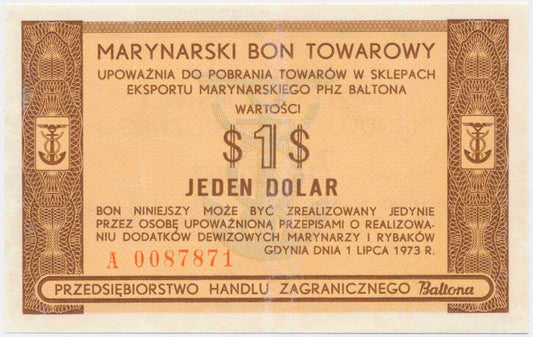 MARYNARSKI BON TOWAROWY
UPOWAŻNIA DO POBRANIA TOWARÓW W SKLEPACH
EKSPORTU MARYNARSKIEGO PHZ BALTONA
WARTOŚCI
$1$
JEDEN DOLAR
BON NINIEJSZY MOŻE BYĆ ZREALIZOWANY JEDYNIE
PRZEZ OSOBĘ UPOWAŻNIONĄ PRZEPISAMI O REALIZOWA-
NIU DODATKÓW DEWIZOWYCH MARYNARZY I RYBAKÓW
A 0087871
GDYNIA DNIA 1 LIPCA 1973 R.
PRZEDSIĘBIORSTWO HANDLU ZAGRANICZNEGO Baltona